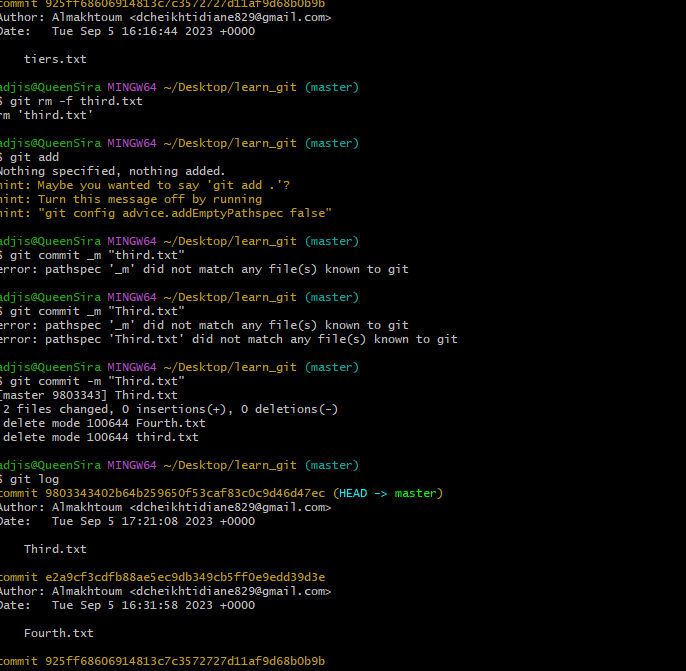 commit 925ff68606914813c7c3572727d11af9d68b0b9b
Author: Almakhtoum <dcheikhtidiane829@gmail.com>
Date:   Tue Sep 5 16:16:44 2023 +0000
    tiers.txt
adjis@QueenSira MINGW64 ~/Desktop/learn_git (master)
$ git rm -f third.txt
rm 'third.txt'
adjis@QueenSira MINGW64 ~/Desktop/learn_git (master)
$ git add
Nothing specified, nothing added.
hint: Maybe you wanted to say 'git add .'?
hint: Turn this message off by running
hint: "git config advice.addEmptyPathspec false"
adjis@QueenSira MINGW64 ~/Desktop/learn_git (master)
$ git commit _m "third.txt"
error: pathspec '_m' did not match any file(s) known to git
adjis@QueenSira MINGW64 ~/Desktop/learn_git (master)
$ git commit _m "Third.txt"
error: pathspec '_m' did not match any file(s) known to git
error: pathspec 'Third.txt' did not match any file(s) known to git
adjis@QueenSira MINGW64 ~/Desktop/learn_git (master)
$ git commit -m "Third.txt"
[master 9803343] Third.txt
 2 files changed, 0 insertions(+), 0 deletions(-)
 delete mode 100644 Fourth.txt
 delete mode 100644 third.txt
adjis@QueenSira MINGW64 ~/Desktop/learn_git (master)
$ git log
commit 9803343402b64b259650f53caf83c0c9d46d47ec (HEAD -> master)
Author: Almakhtoum <dcheikhtidiane829@gmail.com>
Date:   Tue Sep 5 17:21:08 2023 +0000
    Third.txt
commit e2a9cf3cdfb88ae5ec9db349cb5ff0e9edd39d3e
Author: Almakhtoum <dcheikhtidiane829@gmail.com>
Date:   Tue Sep 5 16:31:58 2023 +0000
    Fourth.txt
commit 925ff68606914813c7c3572727d11af9d68b0b9b